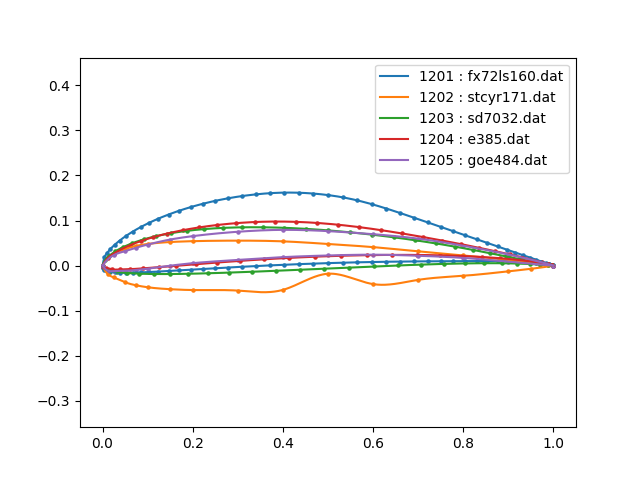 1201 : fx72ls160.dat
1202 : stcyr171.dat
1203 : sd7032.dat
1204 : e385.dat
1205 : goe484.dat
0.4
0.3
0.2
0.1
0.0
−0.1
−0.2
−0.3
0.0 0.2 0.4 0.6 0.8 1.0